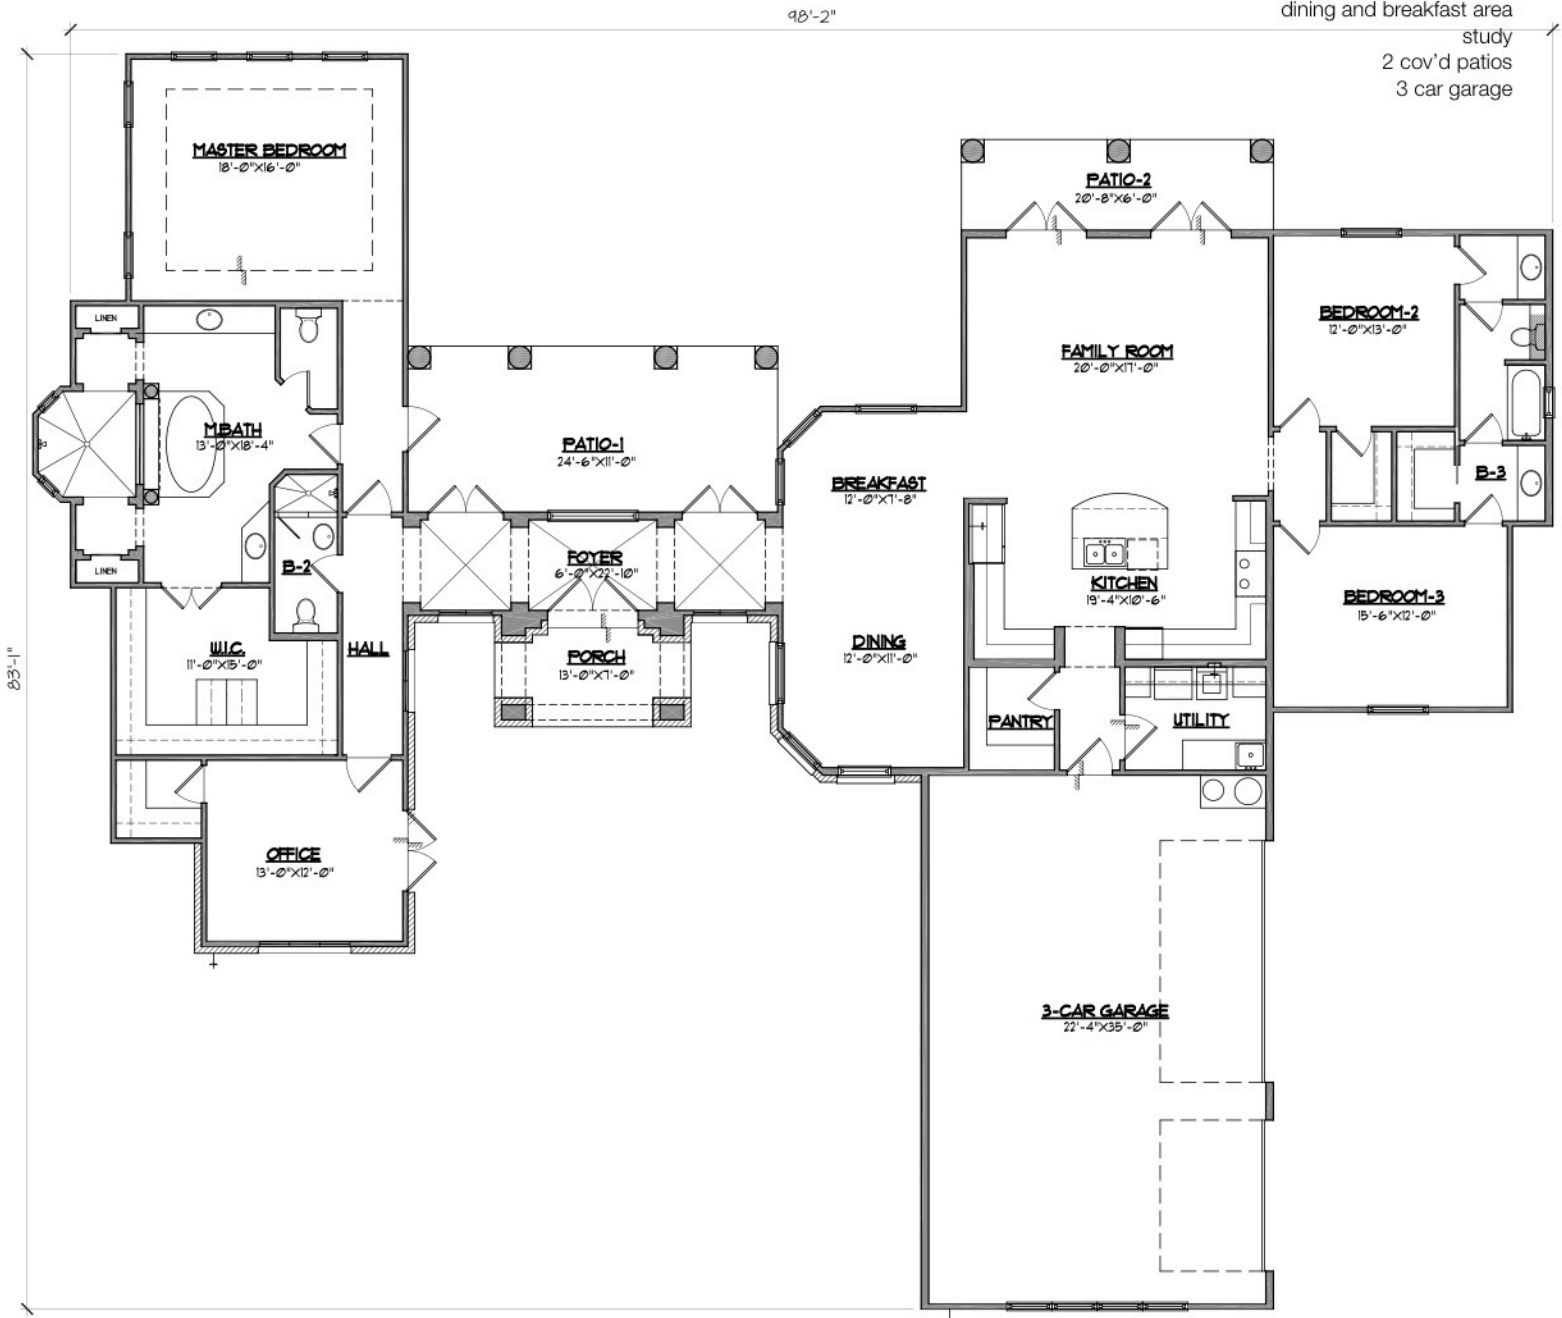 98'-2"
dining and breakfast area
study
2 cov'd patios
3 car garage
83'-1"
MASTER BEDROOM
18'-0"X16'-0"
PATIO-2
20'-8"X6'-0"
LINEN
BEDROOM-2
12'-0"X13'-0"
FAMILY ROOM
20'-0"X17'-0"
M.BATH
13'-0"X18'-4"
PATIO-1
24'-6"X11'-0"
BREAKFAST
12'-0"X7'-8"
B-3
LINEN
B-2
FOYER
6'-0"X22'-10"
KITCHEN
19'-4"X10'-6"
BEDROOM-3
15'-6"X12'-0"
W.I.C.
11'-0"X15'-0"
HALL
PORCH
13'-0"X7'-0"
DINING
12'-0"X11'-0"
PANTRY
UTILITY
OFFICE
13'-0"X12'-0"
3-CAR GARAGE
22'-4"X35'-0"